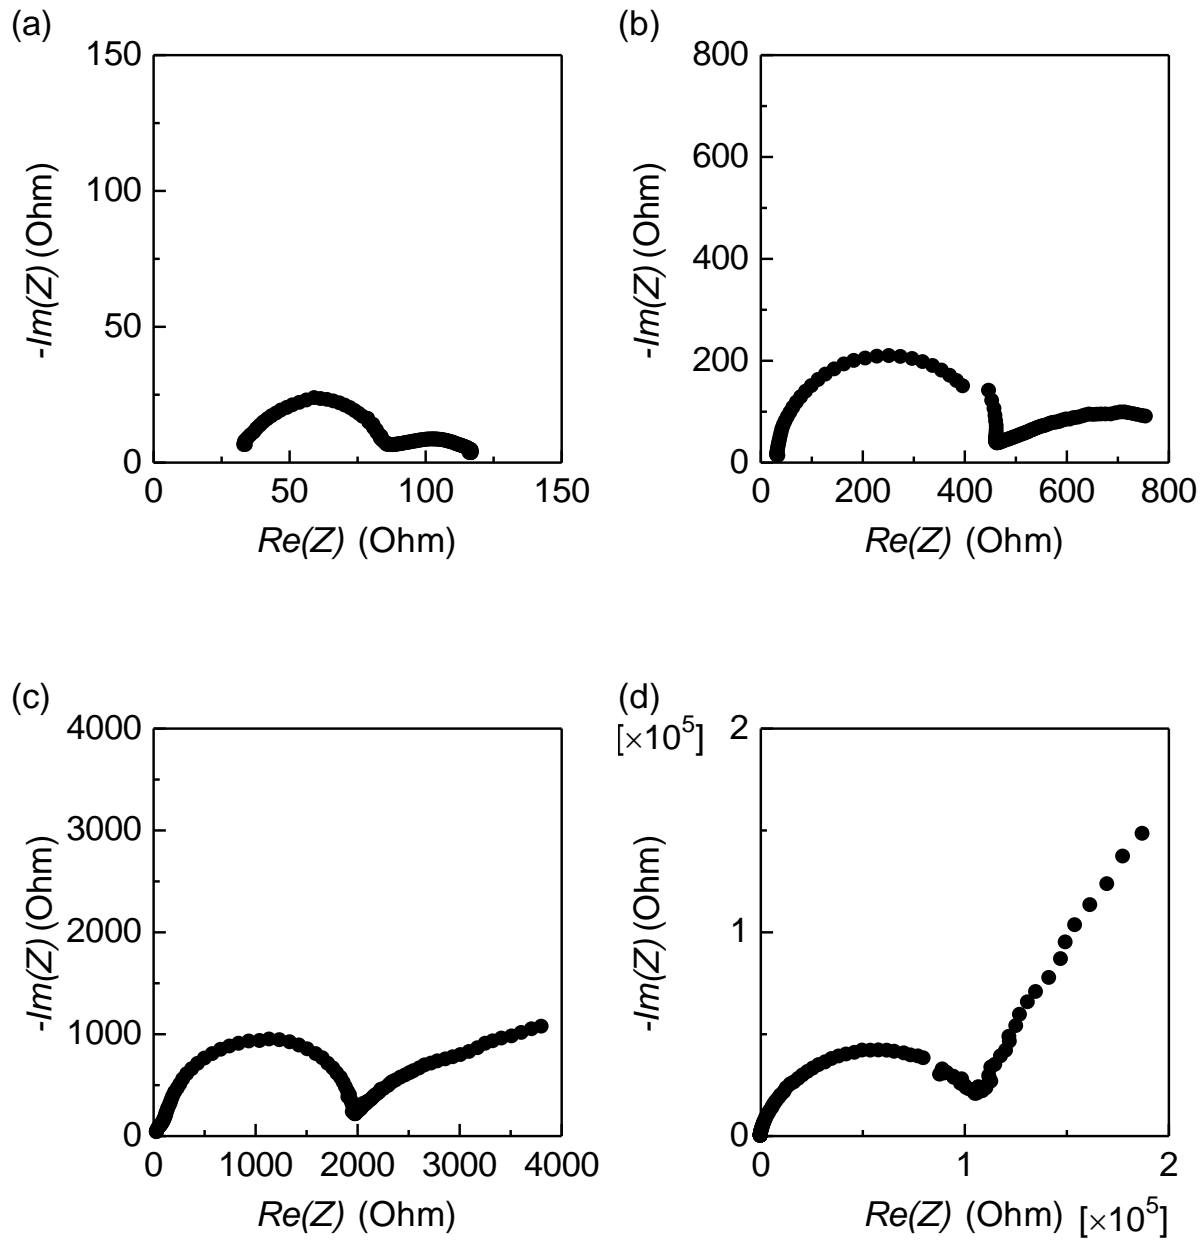 (a)
150
100
50
0
-Im(Z) (Ohm)
0 50 100 150
Re(Z) (Ohm)
(b)
800
600
400
200
0
-Im(Z) (Ohm)
0 200 400 600 800
Re(Z) (Ohm)
(c)
4000
3000
2000
1000
0
-Im(Z) (Ohm)
0 1000 2000 3000 4000
Re(Z) (Ohm)
(d)
2
[×10⁵]
1
0
-Im(Z) (Ohm)
0 1 2
Re(Z) (Ohm) [×10⁵]